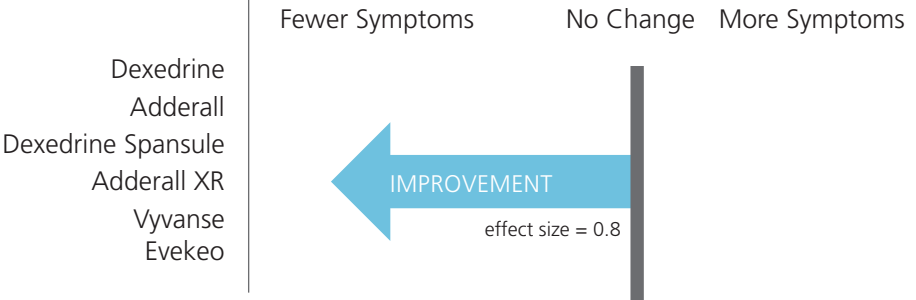 Fewer Symptoms No Change More Symptoms
Dexedrine
Adderall
Dexedrine Spansule
Adderall XR
Vyvanse
Evekeo
IMPROVEMENT
effect size = 0.8